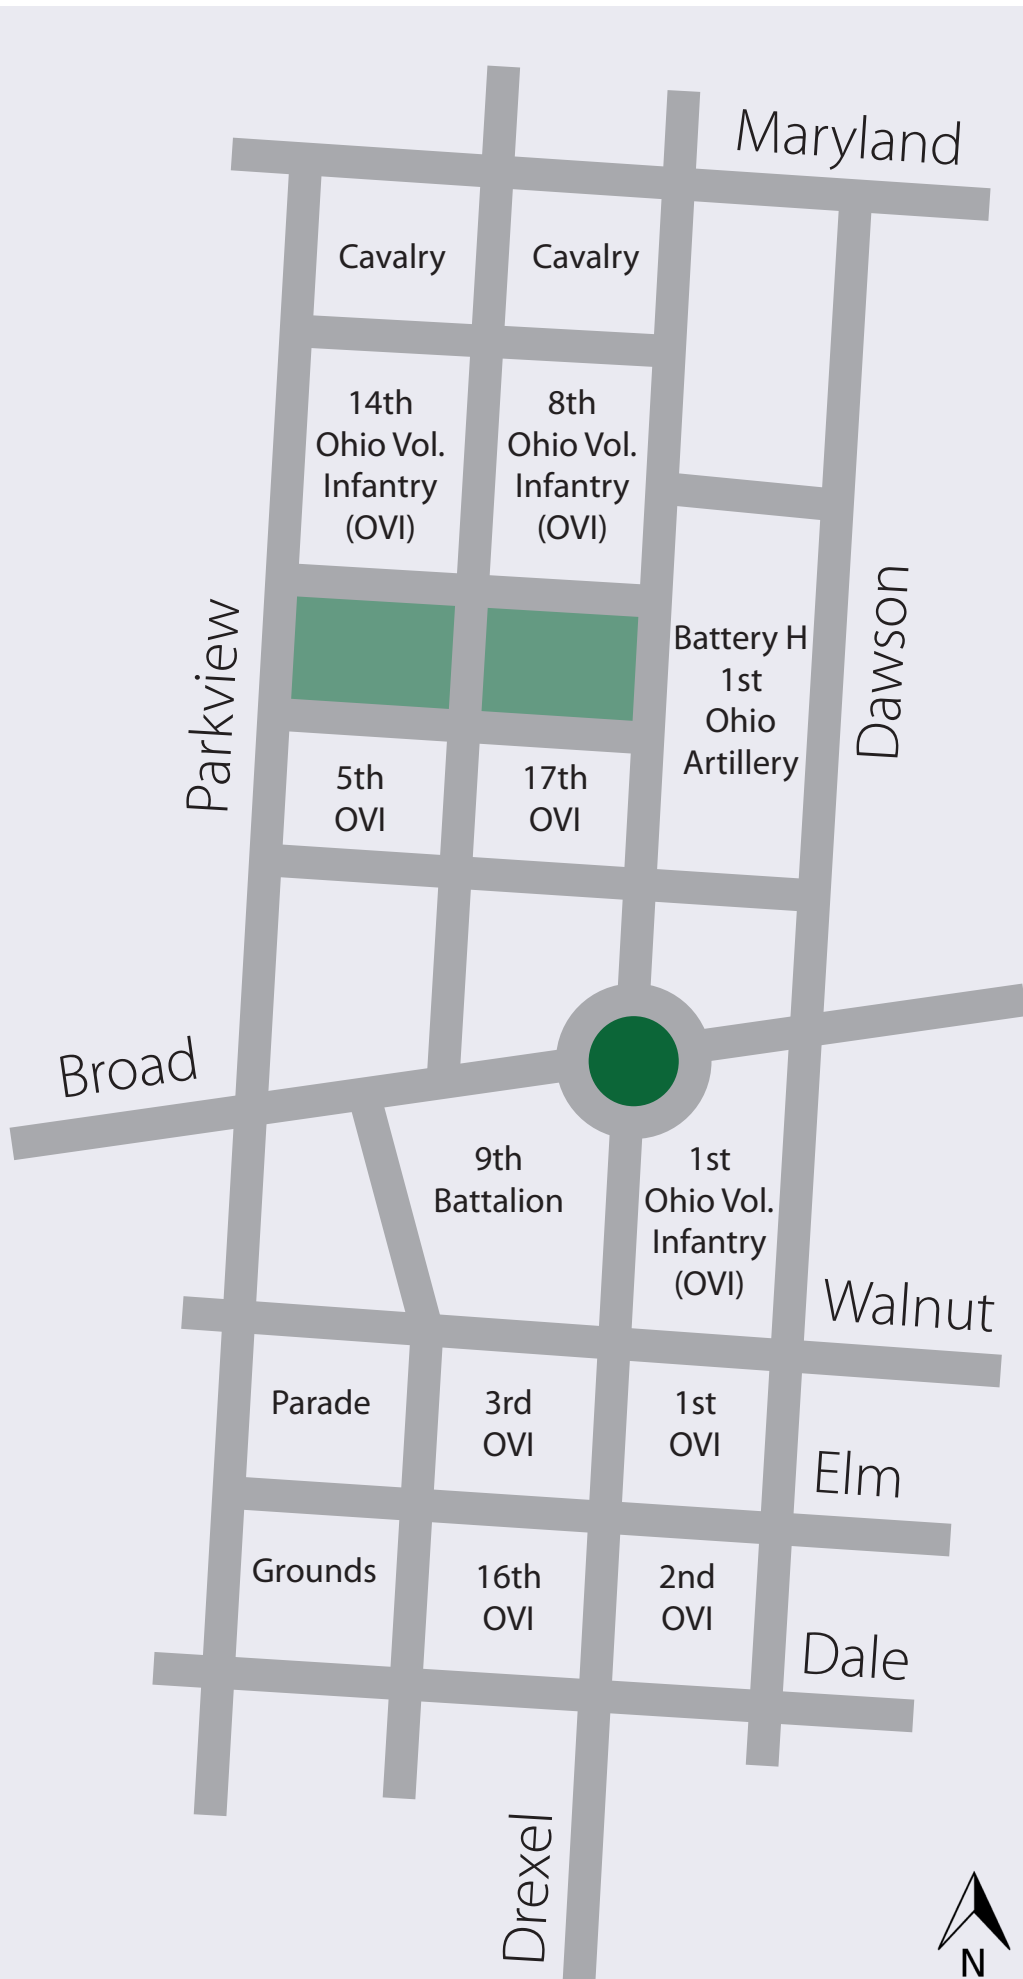 Maryland
Cavalry
Cavalry
14th
Ohio Vol.
Infantry
(OVI)
8th
Ohio Vol.
Infantry
(OVI)
Parkview
Battery H
1st
Ohio
Artillery
Dawson
5th
OVI
17th
OVI
Broad
9th
Battalion
1st
Ohio Vol.
Infantry
(OVI)
Walnut
Parade
3rd
OVI
1st
OVI
Elm
Grounds
16th
OVI
2nd
OVI
Dale
Drexel
N